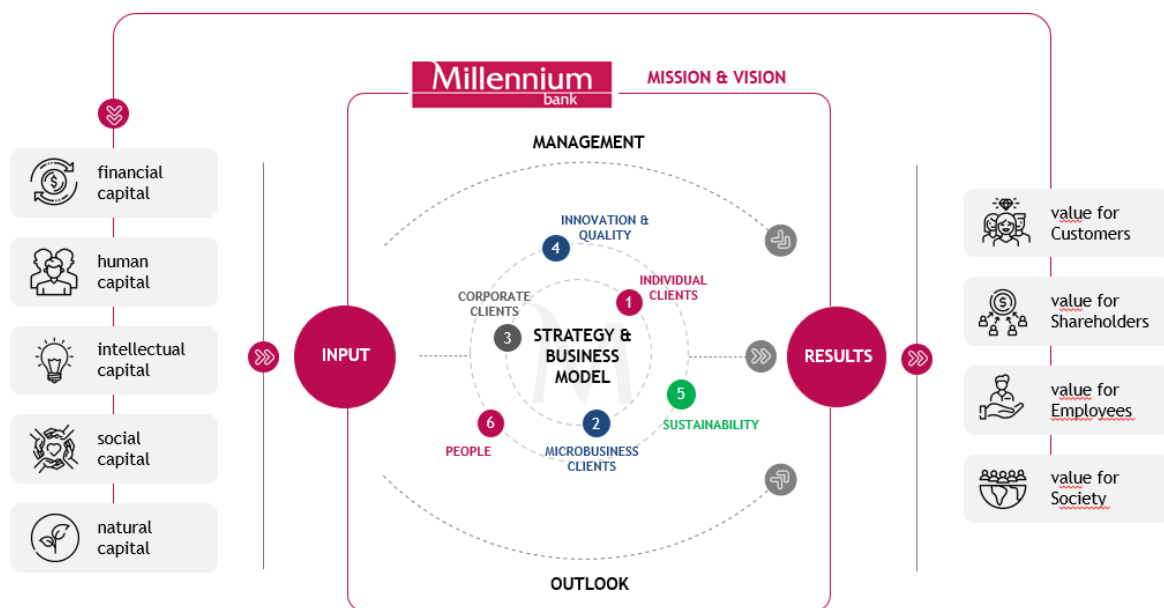 Millennium
bank
MISSION & VISION
MANAGEMENT
financial
capital
human
capital
intellectual
capital
social
capital
natural
capital
INPUT
INNOVATION &
QUALITY
4
INDIVIDUAL
CLIENTS
1
CORPORATE
CLIENTS
3
STRATEGY &
BUSINESS
MODEL
5
SUSTAINABILITY
6
PEOPLE
2
MICROBUSINESS
CLIENTS
OUTLOOK
RESULTS
value for
Customers
value for
Shareholders
value for
Employees
value for
Society